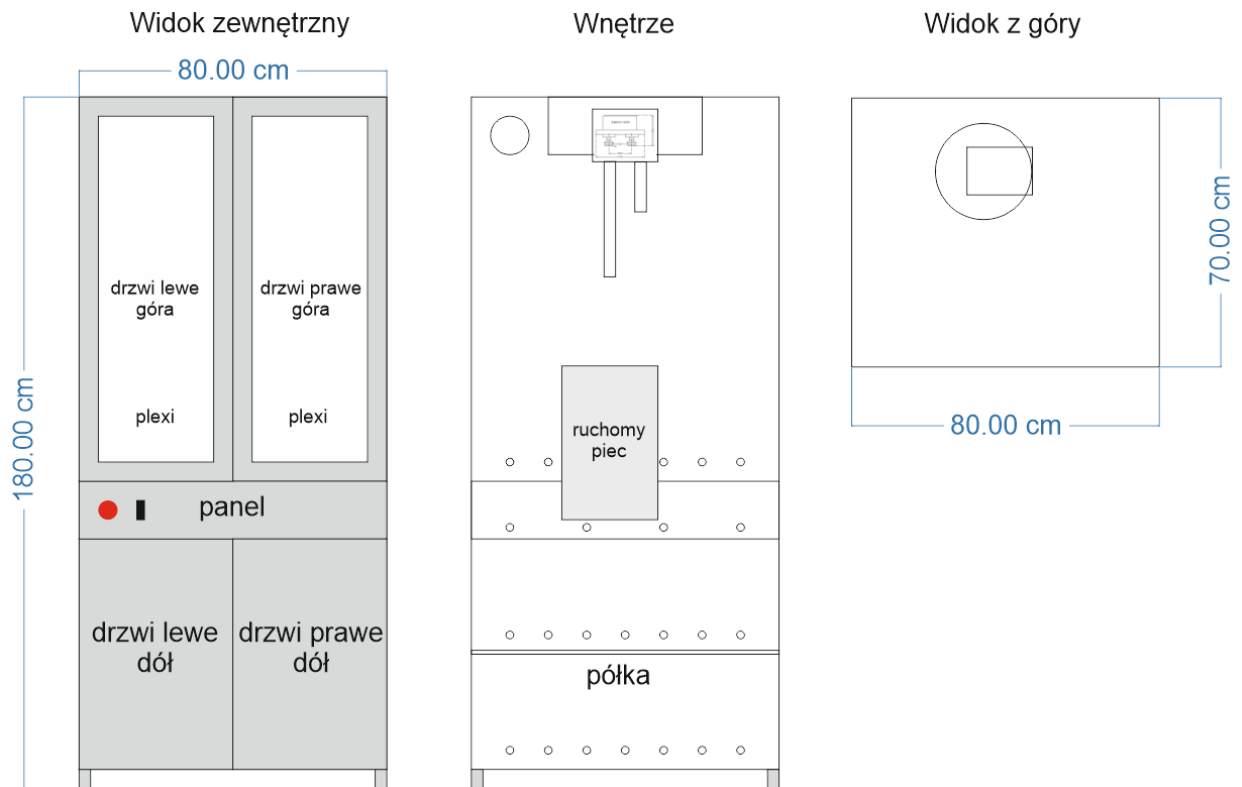 Widok zewnętrzny
Wnętrze
Widok z góry
80.00 cm
180.00 cm
drzwi lewe
góra
plexi
drzwi prawe
góra
plexi
panel
drzwi lewe
dół
drzwi prawe
dół
ruchomy
piec
półka
70.00 cm
80.00 cm